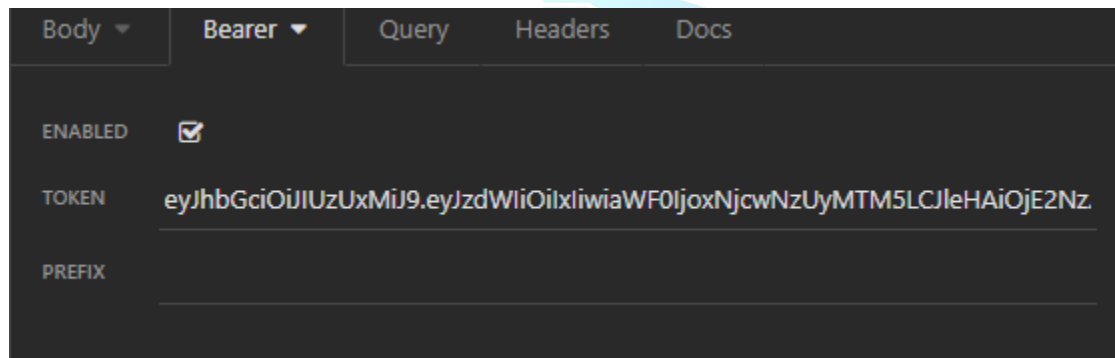 Body Bearer Query Headers Docs
ENABLED
TOKEN eyJhbGciOiJIUzUxMiJ9.eyJzdWIiOiIxIiwiaWF0IjoxNjcwNzUyMTM5LCJleHAiOjE2Nz
PREFIX